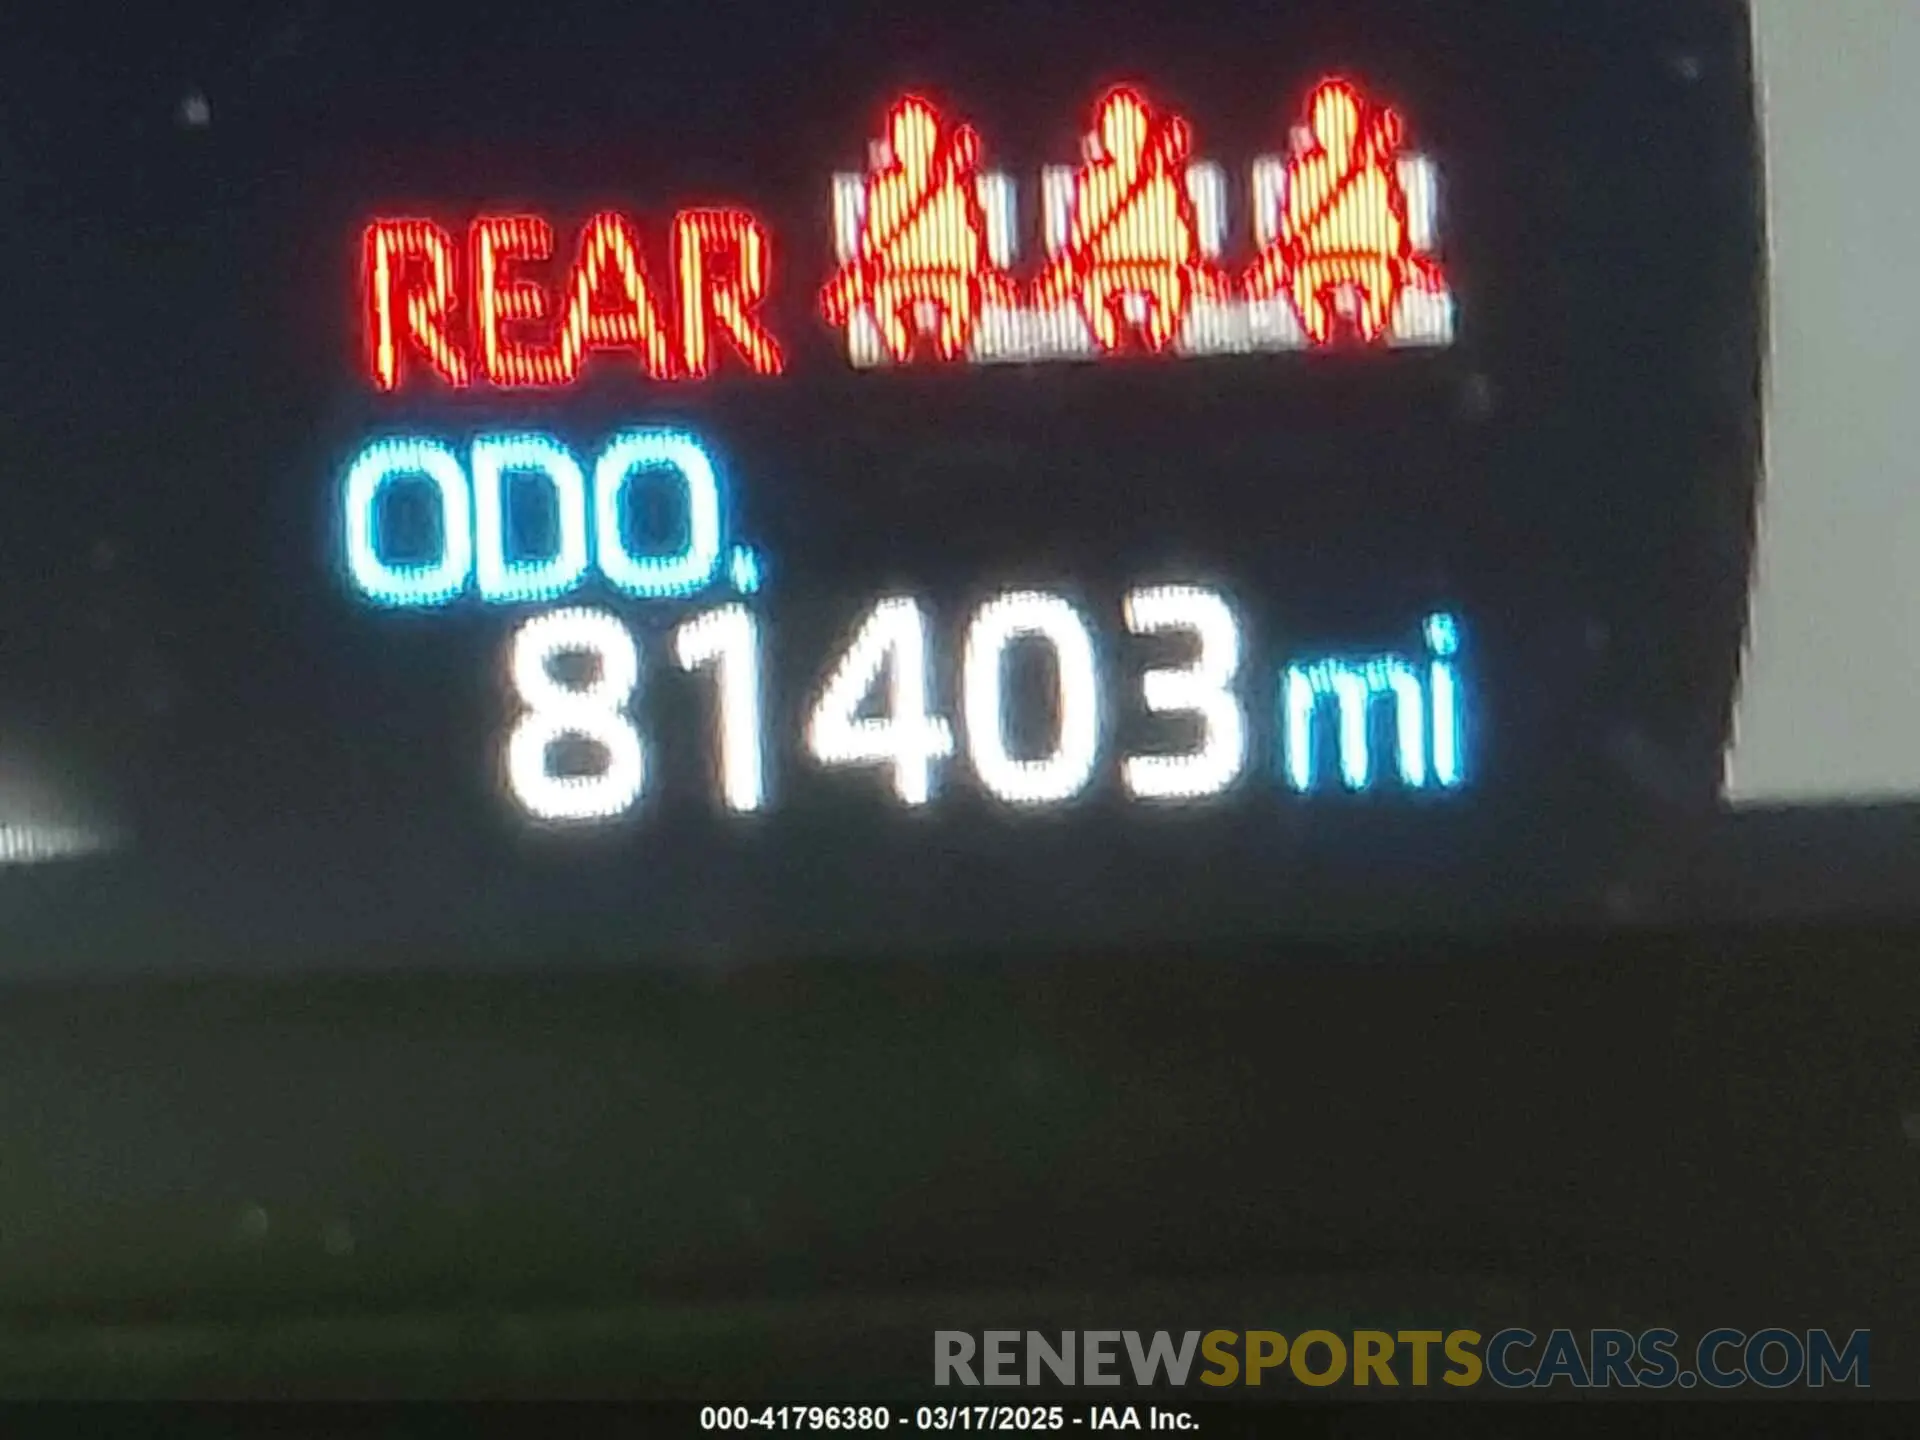 REAR
ODO.
81403 mi
RENEWSPORTSCARS.COM
000-41796380 - 03/17/2025 - IAA Inc.